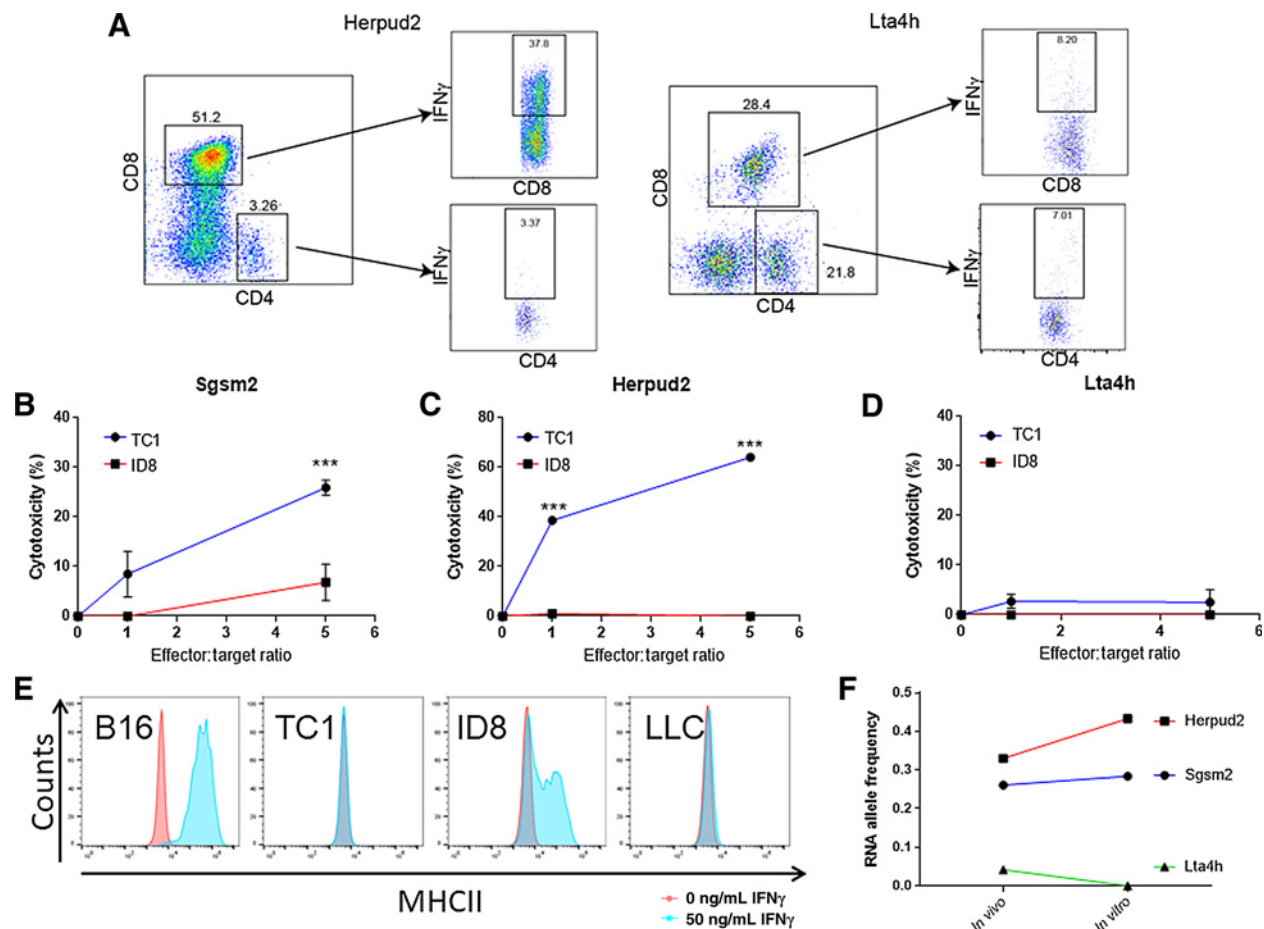 A
Herpud2
Lta4h
51.2
3.26
CD8
CD4
37.8
IFNγ
CD8
3.37
IFNγ
CD4
28.4
21.8
CD8
CD4
8.20
IFNγ
CD8
7.01
IFNγ
CD4
B
Sgsm2
TC1
ID8
***
Cytotoxicity (%)
40
30
20
10
0
0 1 2 3 4 5 6
Effector:target ratio
C
Herpud2
TC1
ID8
***
***
Cytotoxicity (%)
80
60
40
20
0
0 1 2 3 4 5 6
Effector:target ratio
D
Lta4h
TC1
ID8
Cytotoxicity (%)
40
30
20
10
0
0 2 4 6
Effector:target ratio
E
Counts
B16
TC1
ID8
LLC
MHCII
0 ng/mL IFNγ
50 ng/mL IFNγ
F
RNA allele frequency
0.5
0.4
0.3
0.2
0.1
0.0
Herpud2
Sgsm2
Lta4h
In vivo
In vitro